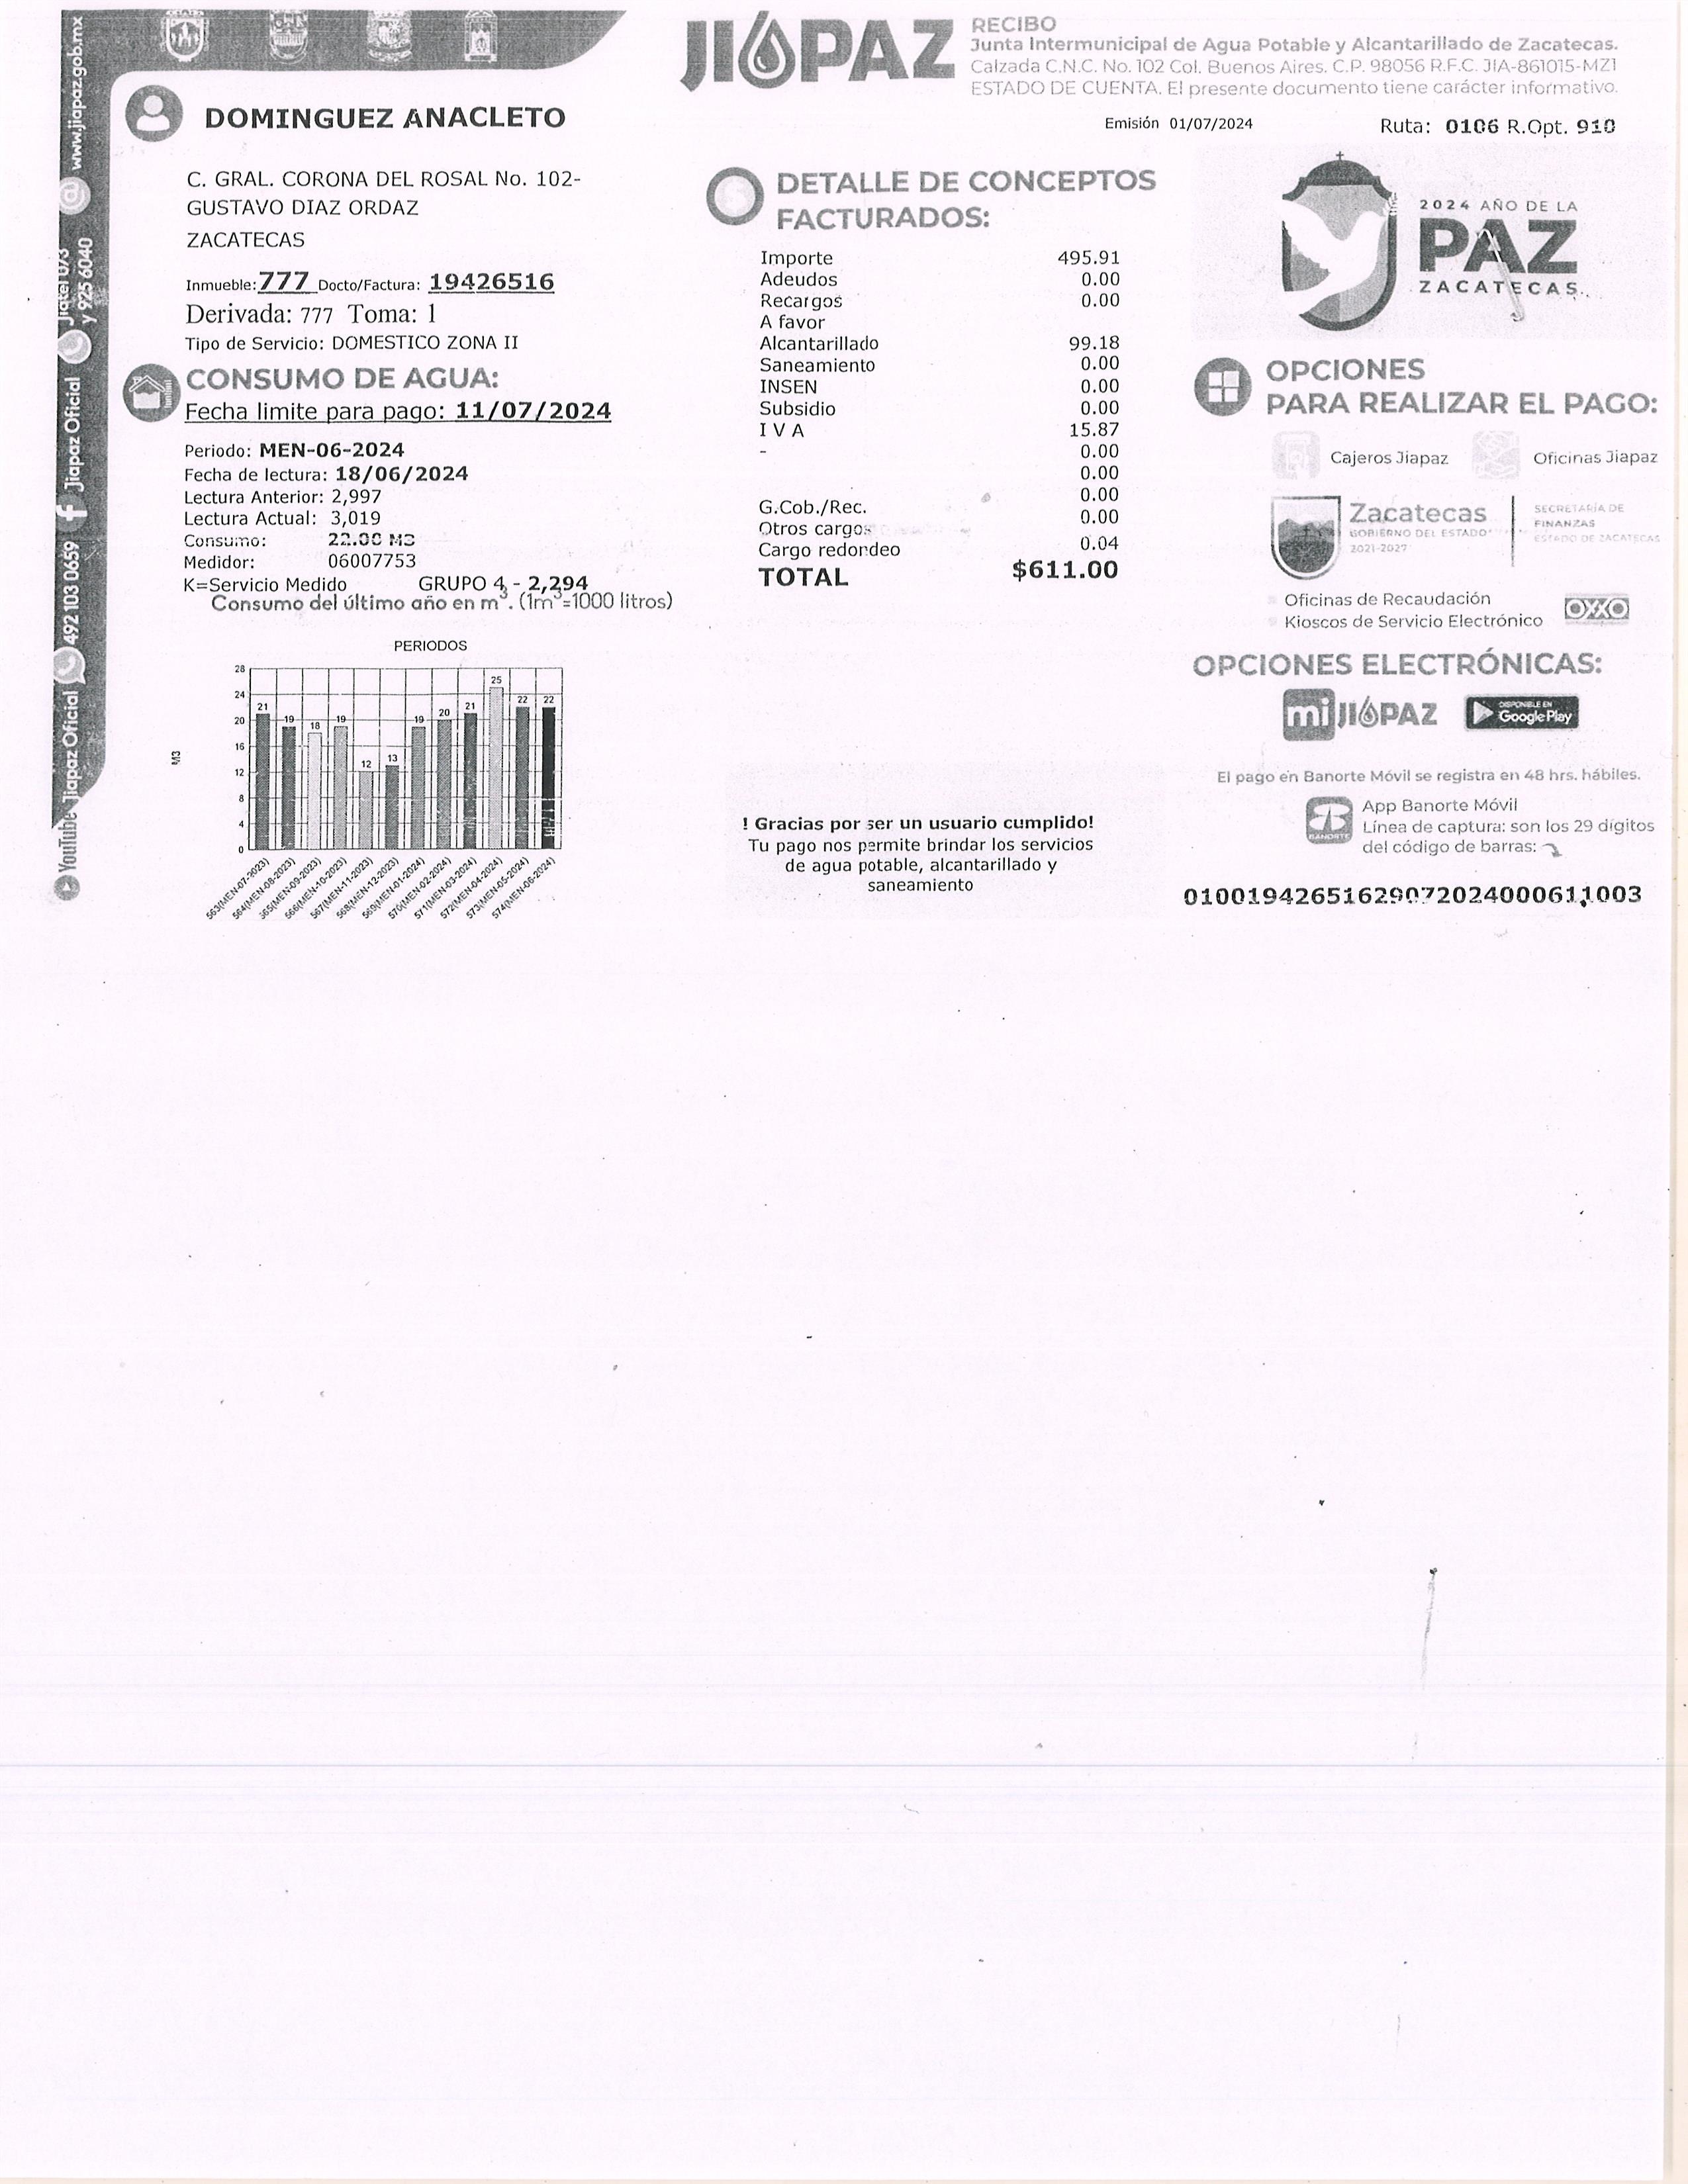 JIAPAZ
RECIBO
Junta Intermunicipal de Agua Potable y Alcantarillado de Zacatecas.
Calzada C.N.C. No. 102 Col. Buenos Aires. C.P. 98056 R.F.C. JIA-861015-MZ1
ESTADO DE CUENTA. El presente documento tiene carácter informativo.
Emisión 01/07/2024
Ruta: 0106 R.Opt. 910
www.jiapaz.gob.mx
Jiatel 073
y 925 6040
Jiapaz Oficial
492 103 0659
YouTube Jiapaz Oficial
DOMINGUEZ ANACLETO
C. GRAL. CORONA DEL ROSAL No. 102-
GUSTAVO DIAZ ORDAZ
ZACATECAS
Inmueble: 777 Docto/Factura: 19426516
Derivada: 777 Toma: 1
Tipo de Servicio: DOMESTICO ZONA II
CONSUMO DE AGUA:
Fecha limite para pago: 11/07/2024
Periodo: MEN-06-2024
Fecha de lectura: 18/06/2024
Lectura Anterior: 2,997
Lectura Actual: 3,019
Consumo: 22.00 M3
Medidor: 06007753
K=Servicio Medido GRUPO 4 - 2,294
Consumo del último año en m³. (1m³=1000 litros)
PERIODOS
M3
28
24
20
16
12
8
4
0
21 19 18 19 12 13 19 20 21 25 22 22
563(MEN-07-2023)
564(MEN-08-2023)
565(MEN-09-2023)
566(MEN-10-2023)
567(MEN-11-2023)
568(MEN-12-2023)
569(MEN-01-2024)
570(MEN-02-2024)
571(MEN-03-2024)
572(MEN-04-2024)
573(MEN-05-2024)
574(MEN-06-2024)
DETALLE DE CONCEPTOS
FACTURADOS:
Importe 495.91
Adeudos 0.00
Recargos 0.00
A favor
Alcantarillado 99.18
Saneamiento 0.00
INSEN 0.00
Subsidio 0.00
I V A 15.87
- 0.00
0.00
0.00
G.Cob./Rec. 0.00
Otros cargos
Cargo redondeo 0.04
TOTAL $611.00
! Gracias por ser un usuario cumplido!
Tu pago nos permite brindar los servicios
de agua potable, alcantarillado y
saneamiento
2024 AÑO DE LA
PAZ
ZACATECAS
OPCIONES
PARA REALIZAR EL PAGO:
Cajeros Jiapaz
Oficinas Jiapaz
Zacatecas
GOBIERNO DEL ESTADO
2021-2027
SECRETARÍA DE
FINANZAS
ESTADO DE ZACATECAS
Oficinas de Recaudación
Kioscos de Servicio Electrónico
OXXO
OPCIONES ELECTRÓNICAS:
mi JIAPAZ
DISPONIBLE EN
Google Play
El pago en Banorte Móvil se registra en 48 hrs. hábiles.
BANORTE
App Banorte Móvil
Línea de captura: son los 29 dígitos
del código de barras:
01001942651629072024000611003